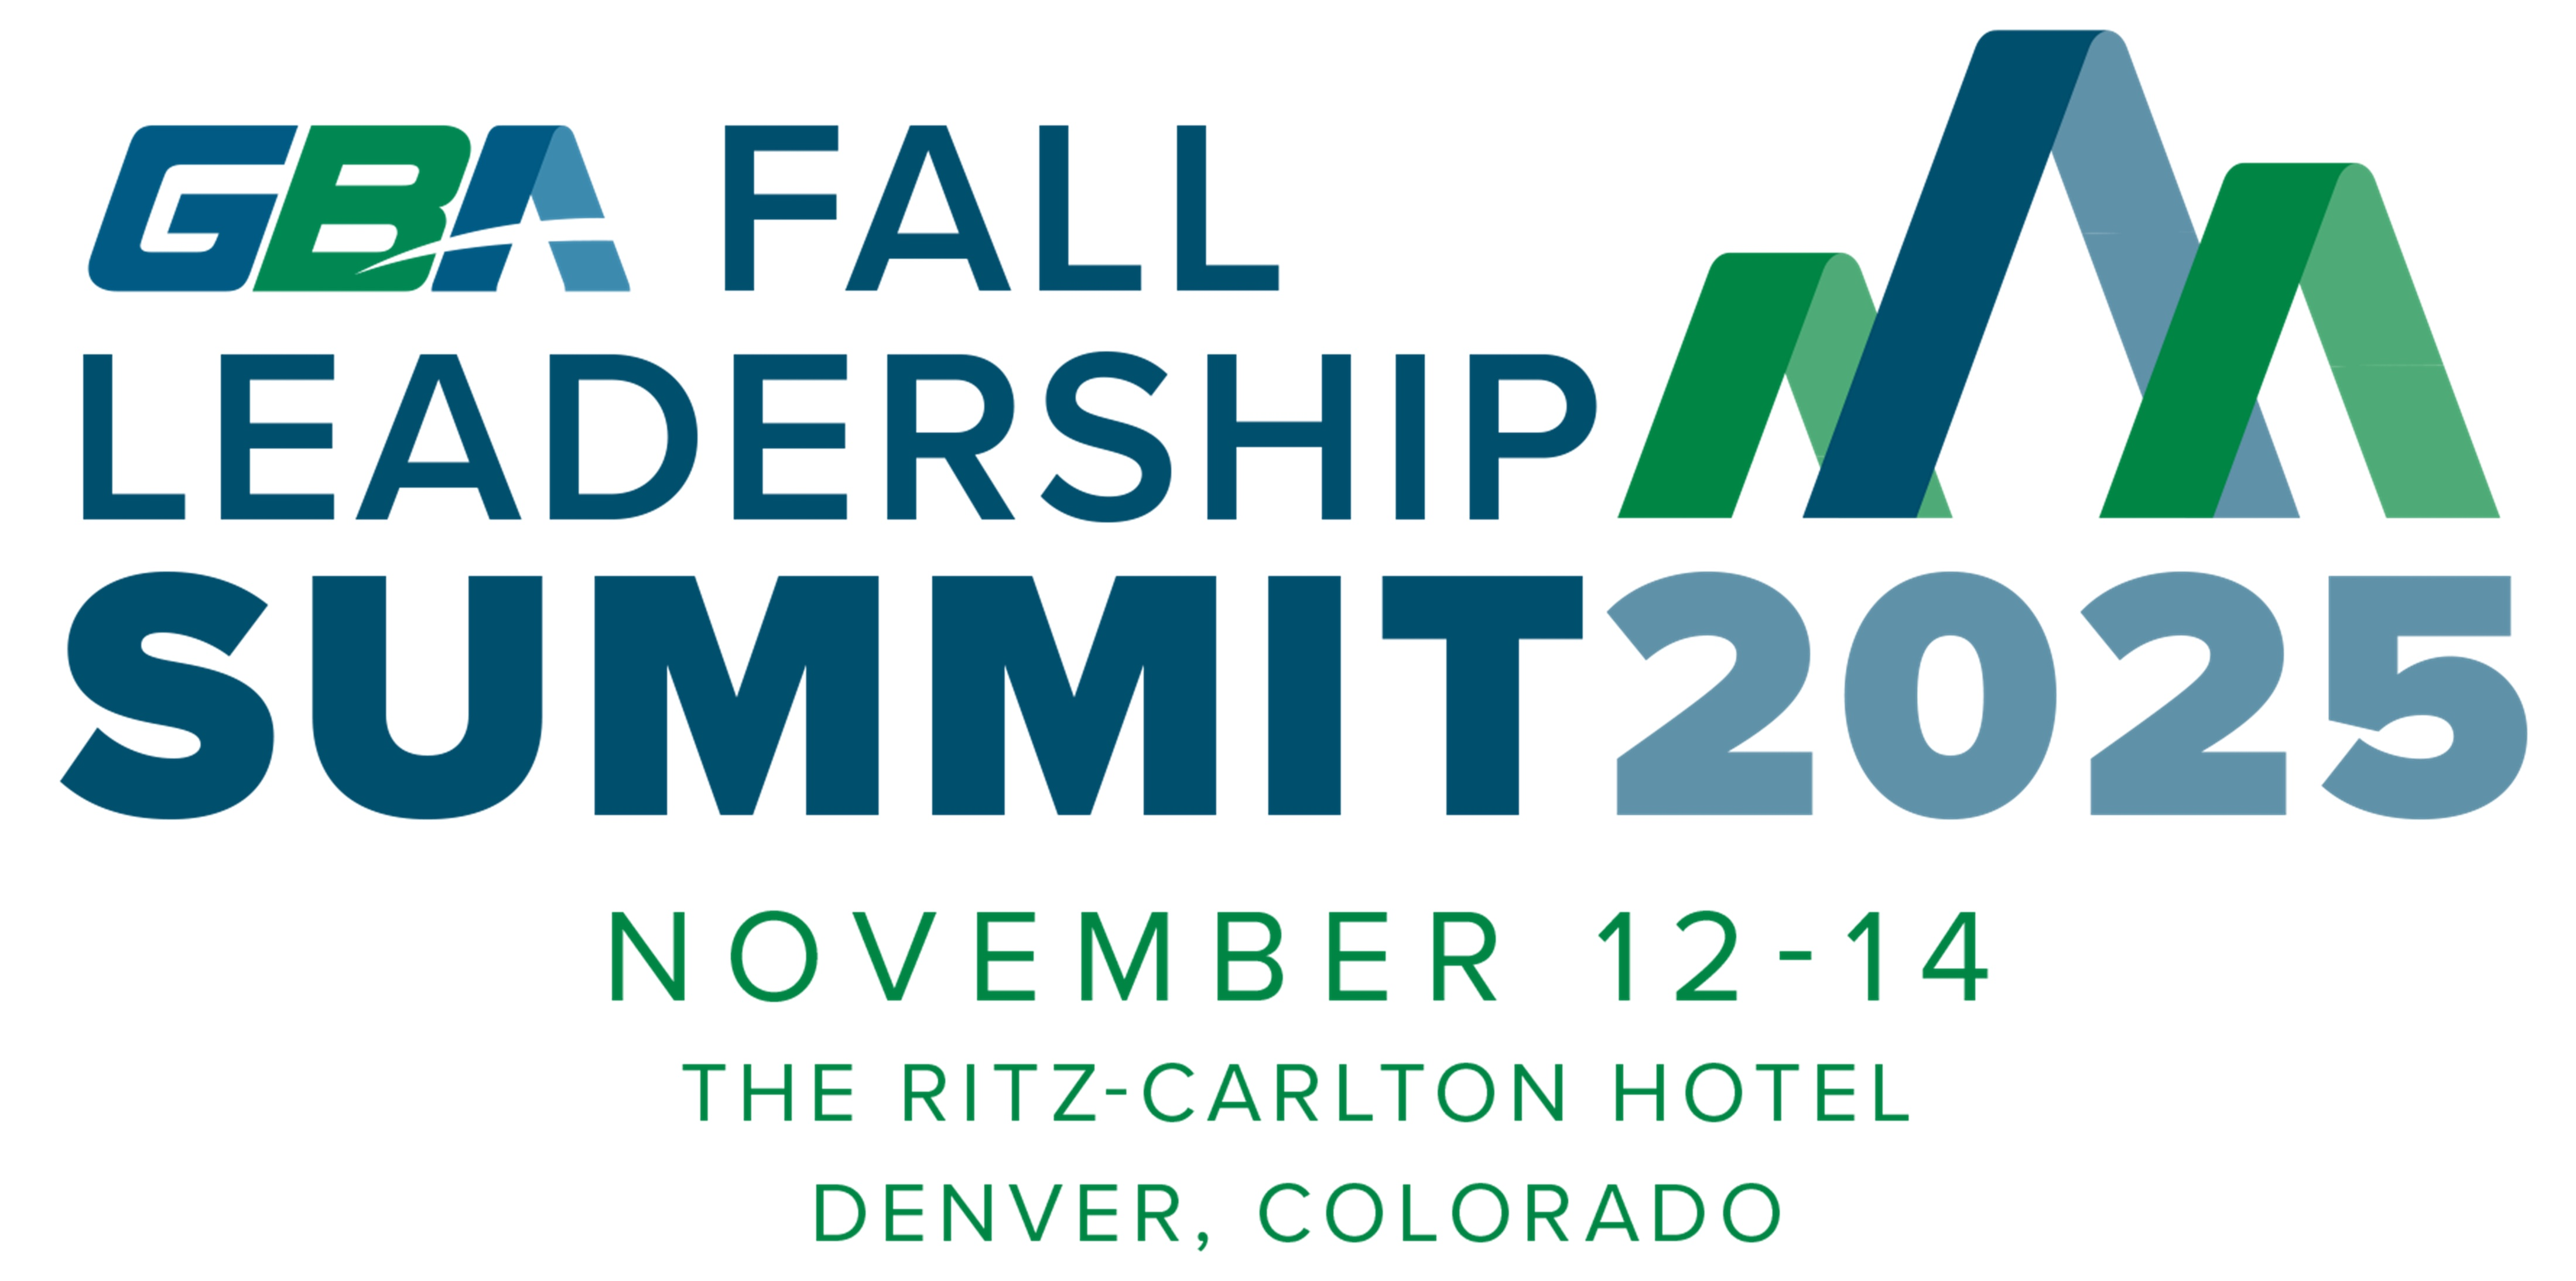 GBA FALL
LEADERSHIP
SUMMIT2025
NOVEMBER 12-14
THE RITZ-CARLTON HOTEL
DENVER, COLORADO